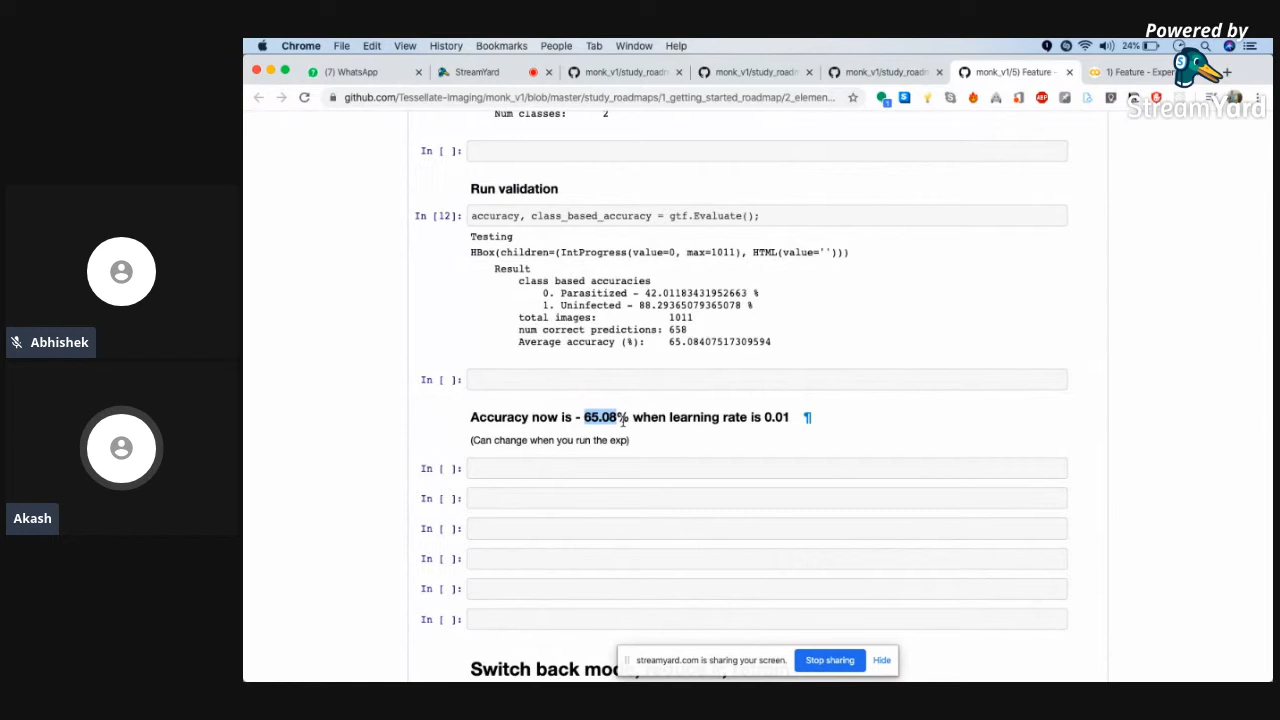 Powered by
StreamYard
Chrome File Edit View History Bookmarks People Tab Window Help
24%
(7) WhatsApp
StreamYard
monk_v1/study_roadm
monk_v1/study_road
monk_v1/study_roadm
monk_v1/5) Feature -
1) Feature - Exper
github.com/Tessellate-Imaging/monk_v1/blob/master/study_roadmaps/1_getting_started_roadmap/2_elemen...
Num classes: 2
In [ ]:
Run validation
In [12]: accuracy, class_based_accuracy = gtf.Evaluate();
Testing
HBox(children=(IntProgress(value=0, max=1011), HTML(value='')))
Result
class based accuracies
0. Parasitized - 42.01183431952663 %
1. Uninfected - 88.29365079365078 %
total images: 1011
num correct predictions: 658
Average accuracy (%): 65.08407517309594
In [ ]:
Accuracy now is - 65.08% when learning rate is 0.01 ¶
(Can change when you run the exp)
In [ ]:
In [ ]:
In [ ]:
In [ ]:
In [ ]:
In [ ]:
Switch back
streamyard.com is sharing your screen. Stop sharing Hide
Abhishek
Akash